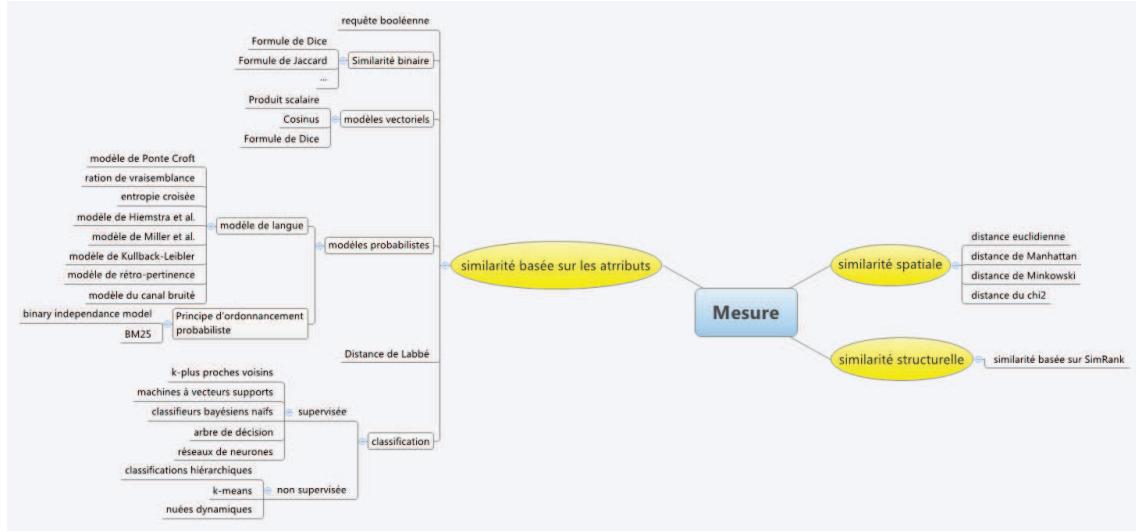 requête booléenne
Formule de Dice
Formule de Jaccard
...
Similarité binaire
Produit scalaire
Cosinus
Formule de Dice
modèles vectoriels
modèle de Ponte Croft
ration de vraisemblance
entropie croisée
modèle de Hiemstra et al.
modèle de Miller et al.
modèle de Kullback-Leibler
modèle de rétro-pertinence
modèle du canal bruité
modèle de langue
modèles probabilistes
binary independance model
BM25
Principe d'ordonnancement
probabiliste
Distance de Labbé
k-plus proches voisins
machines à vecteurs supports
classifieurs bayésiens naïfs
arbre de décision
réseaux de neurones
supervisée
classification
classifications hiérarchiques
k-means
nuées dynamiques
non supervisée
similarité basée sur les atrributs
Mesure
similarité spatiale
distance euclidienne
distance de Manhattan
distance de Minkowski
distance du chi2
similarité structurelle
similarité basée sur SimRank